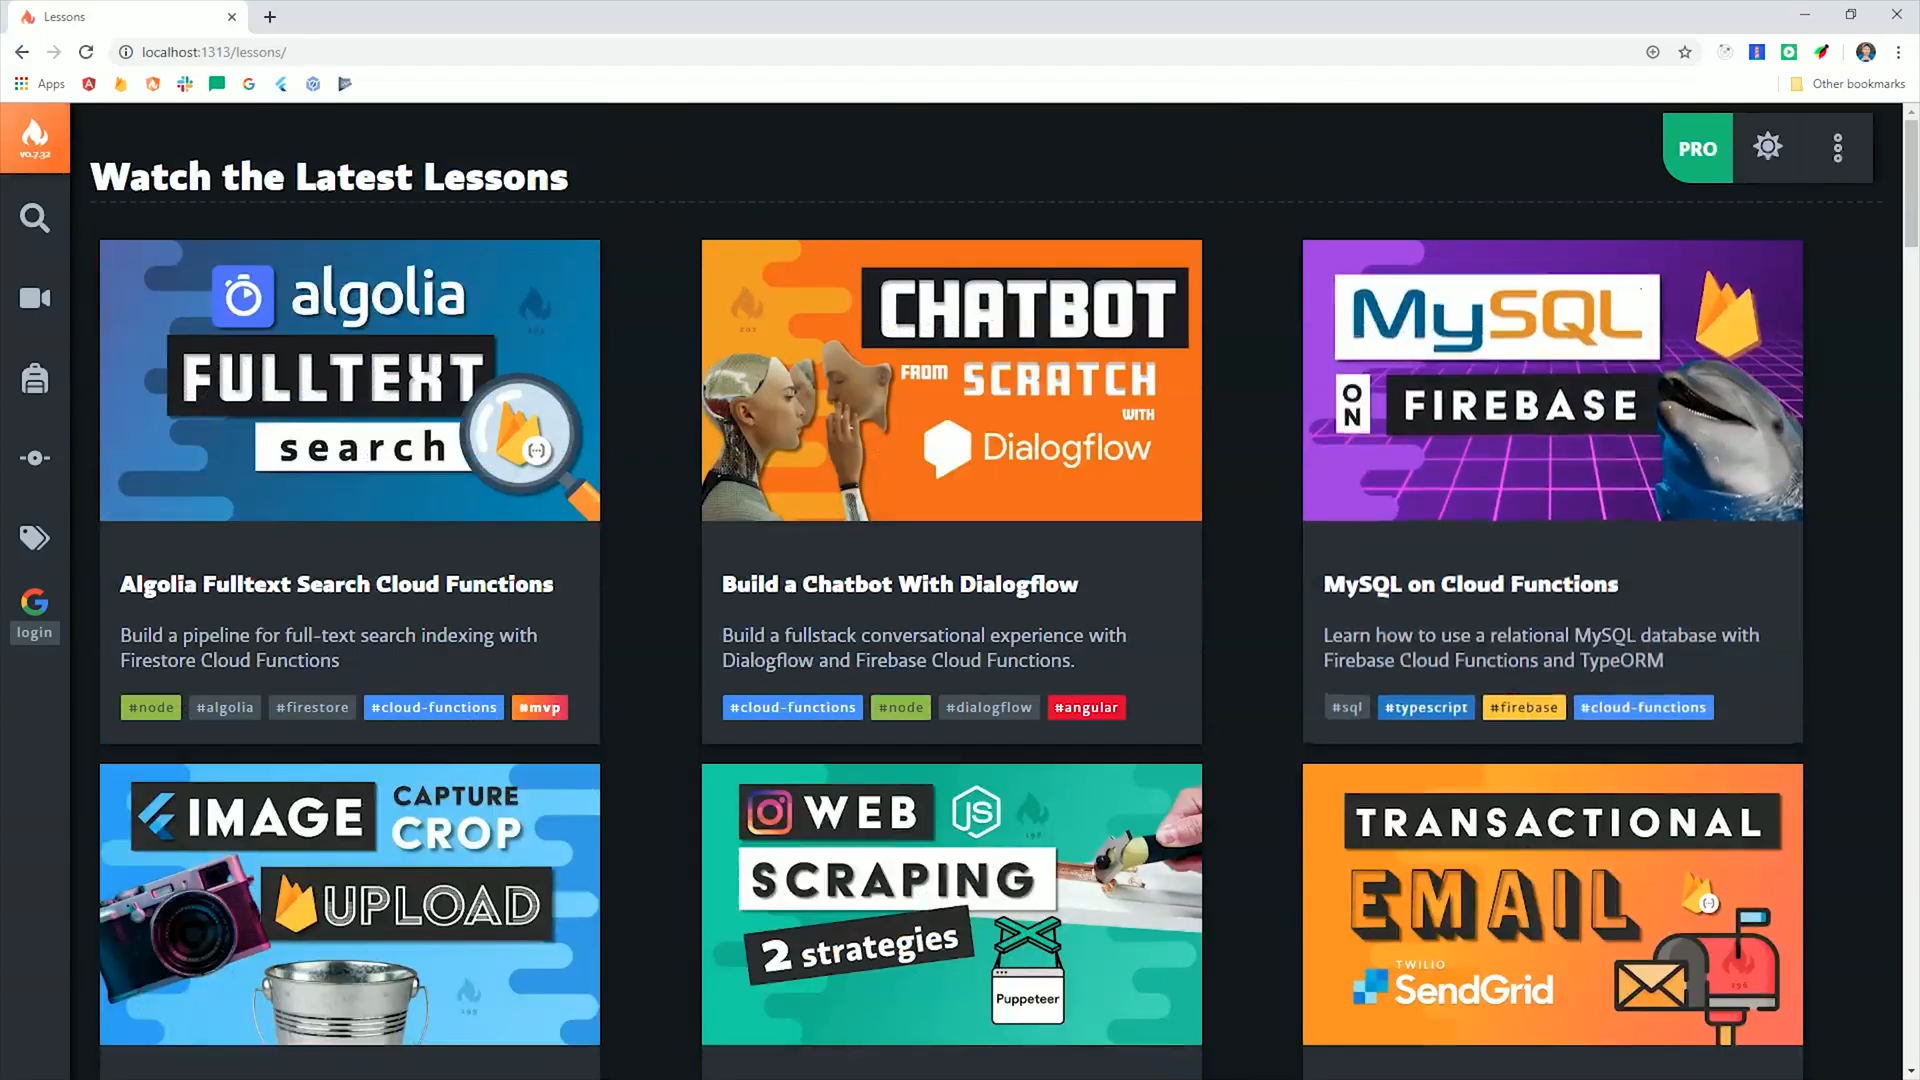 Lessons
localhost:1313/lessons/
Apps
Other bookmarks
v0.7.32
PRO
Watch the Latest Lessons
login
algolia
FULLTEXT
search
CHATBOT
FROM SCRATCH
WITH
Dialogflow
MySQL
ON
FIREBASE
Algolia Fulltext Search Cloud Functions
Build a pipeline for full-text search indexing with
Firestore Cloud Functions
#node #algolia #firestore #cloud-functions #mvp
Build a Chatbot With Dialogflow
Build a fullstack conversational experience with
Dialogflow and Firebase Cloud Functions.
#cloud-functions #node #dialogflow #angular
MySQL on Cloud Functions
Learn how to use a relational MySQL database with
Firebase Cloud Functions and TypeORM
#sql #typescript #firebase #cloud-functions
IMAGE
CAPTURE
CROP
UPLOAD
WEB
JS
SCRAPING
2 strategies
Puppeteer
TRANSACTIONAL
EMAIL
TWILIO
SendGrid